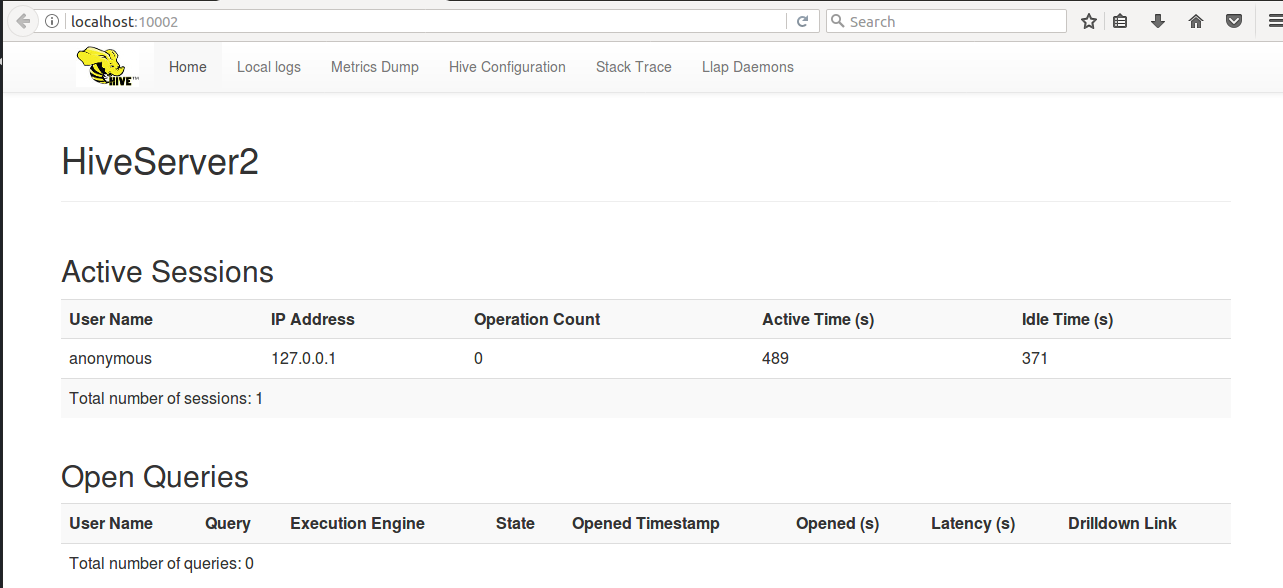 localhost:10002
Search
HIVE™
Home Local logs Metrics Dump Hive Configuration Stack Trace Llap Daemons
HiveServer2
Active Sessions
User Name IP Address Operation Count Active Time (s) Idle Time (s)
anonymous 127.0.0.1 0 489 371
Total number of sessions: 1
Open Queries
User Name Query Execution Engine State Opened Timestamp Opened (s) Latency (s) Drilldown Link
Total number of queries: 0